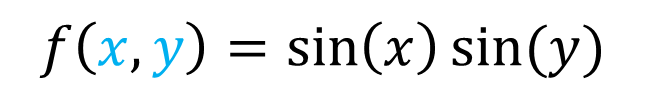 f(x, y) = sin(x) sin(y)